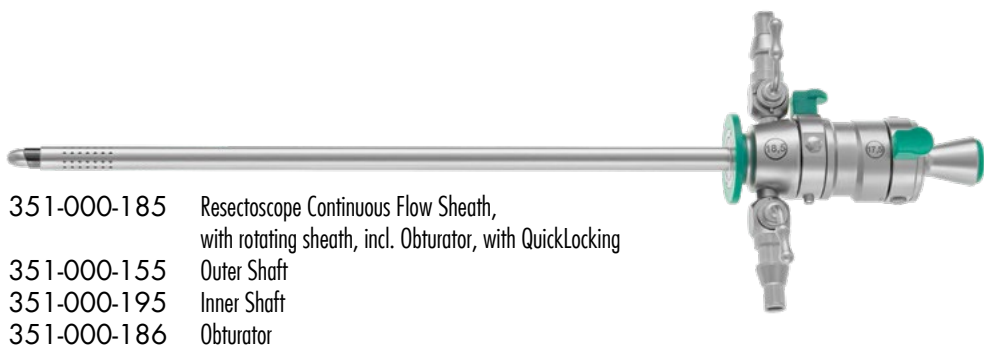 18,5
17,5
351-000-185 Resectoscope Continuous Flow Sheath,
with rotating sheath, incl. Obturator, with QuickLocking
351-000-155 Outer Shaft
351-000-195 Inner Shaft
351-000-186 Obturator